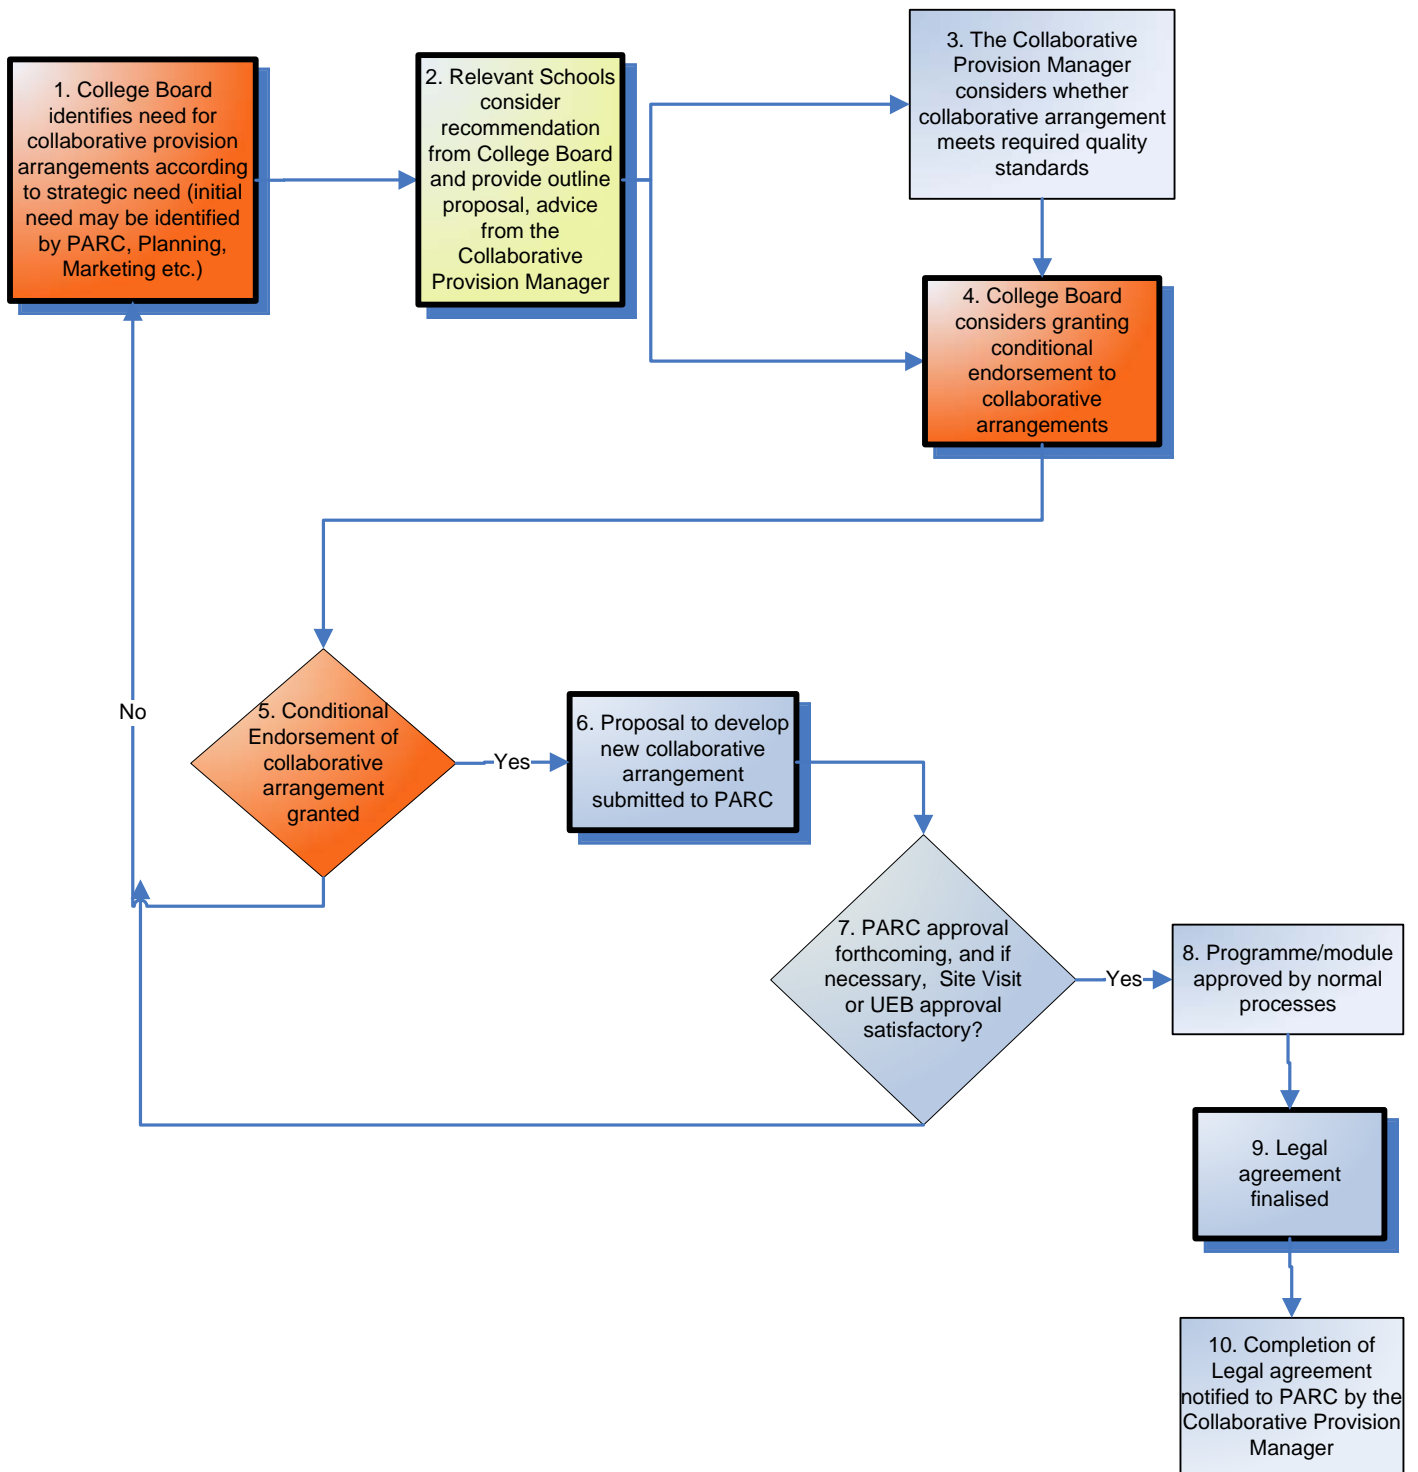 1. College Board
identifies need for
collaborative provision
arrangements according
to strategic need (initial
need may be identified
by PARC, Planning,
Marketing etc.)
2. Relevant Schools
consider
recommendation
from College Board
and provide outline
proposal, advice
from the
Collaborative
Provision Manager
3. The Collaborative
Provision Manager
considers whether
collaborative arrangement
meets required quality
standards
4. College Board
considers granting
conditional
endorsement to
collaborative
arrangements
No
5. Conditional
Endorsement of
collaborative
arrangement
granted
Yes
6. Proposal to develop
new collaborative
arrangement
submitted to PARC
7. PARC approval
forthcoming, and if
necessary, Site Visit
or UEB approval
satisfactory?
Yes
8. Programme/module
approved by normal
processes
9. Legal
agreement
finalised
10. Completion of
Legal agreement
notified to PARC by the
Collaborative Provision
Manager